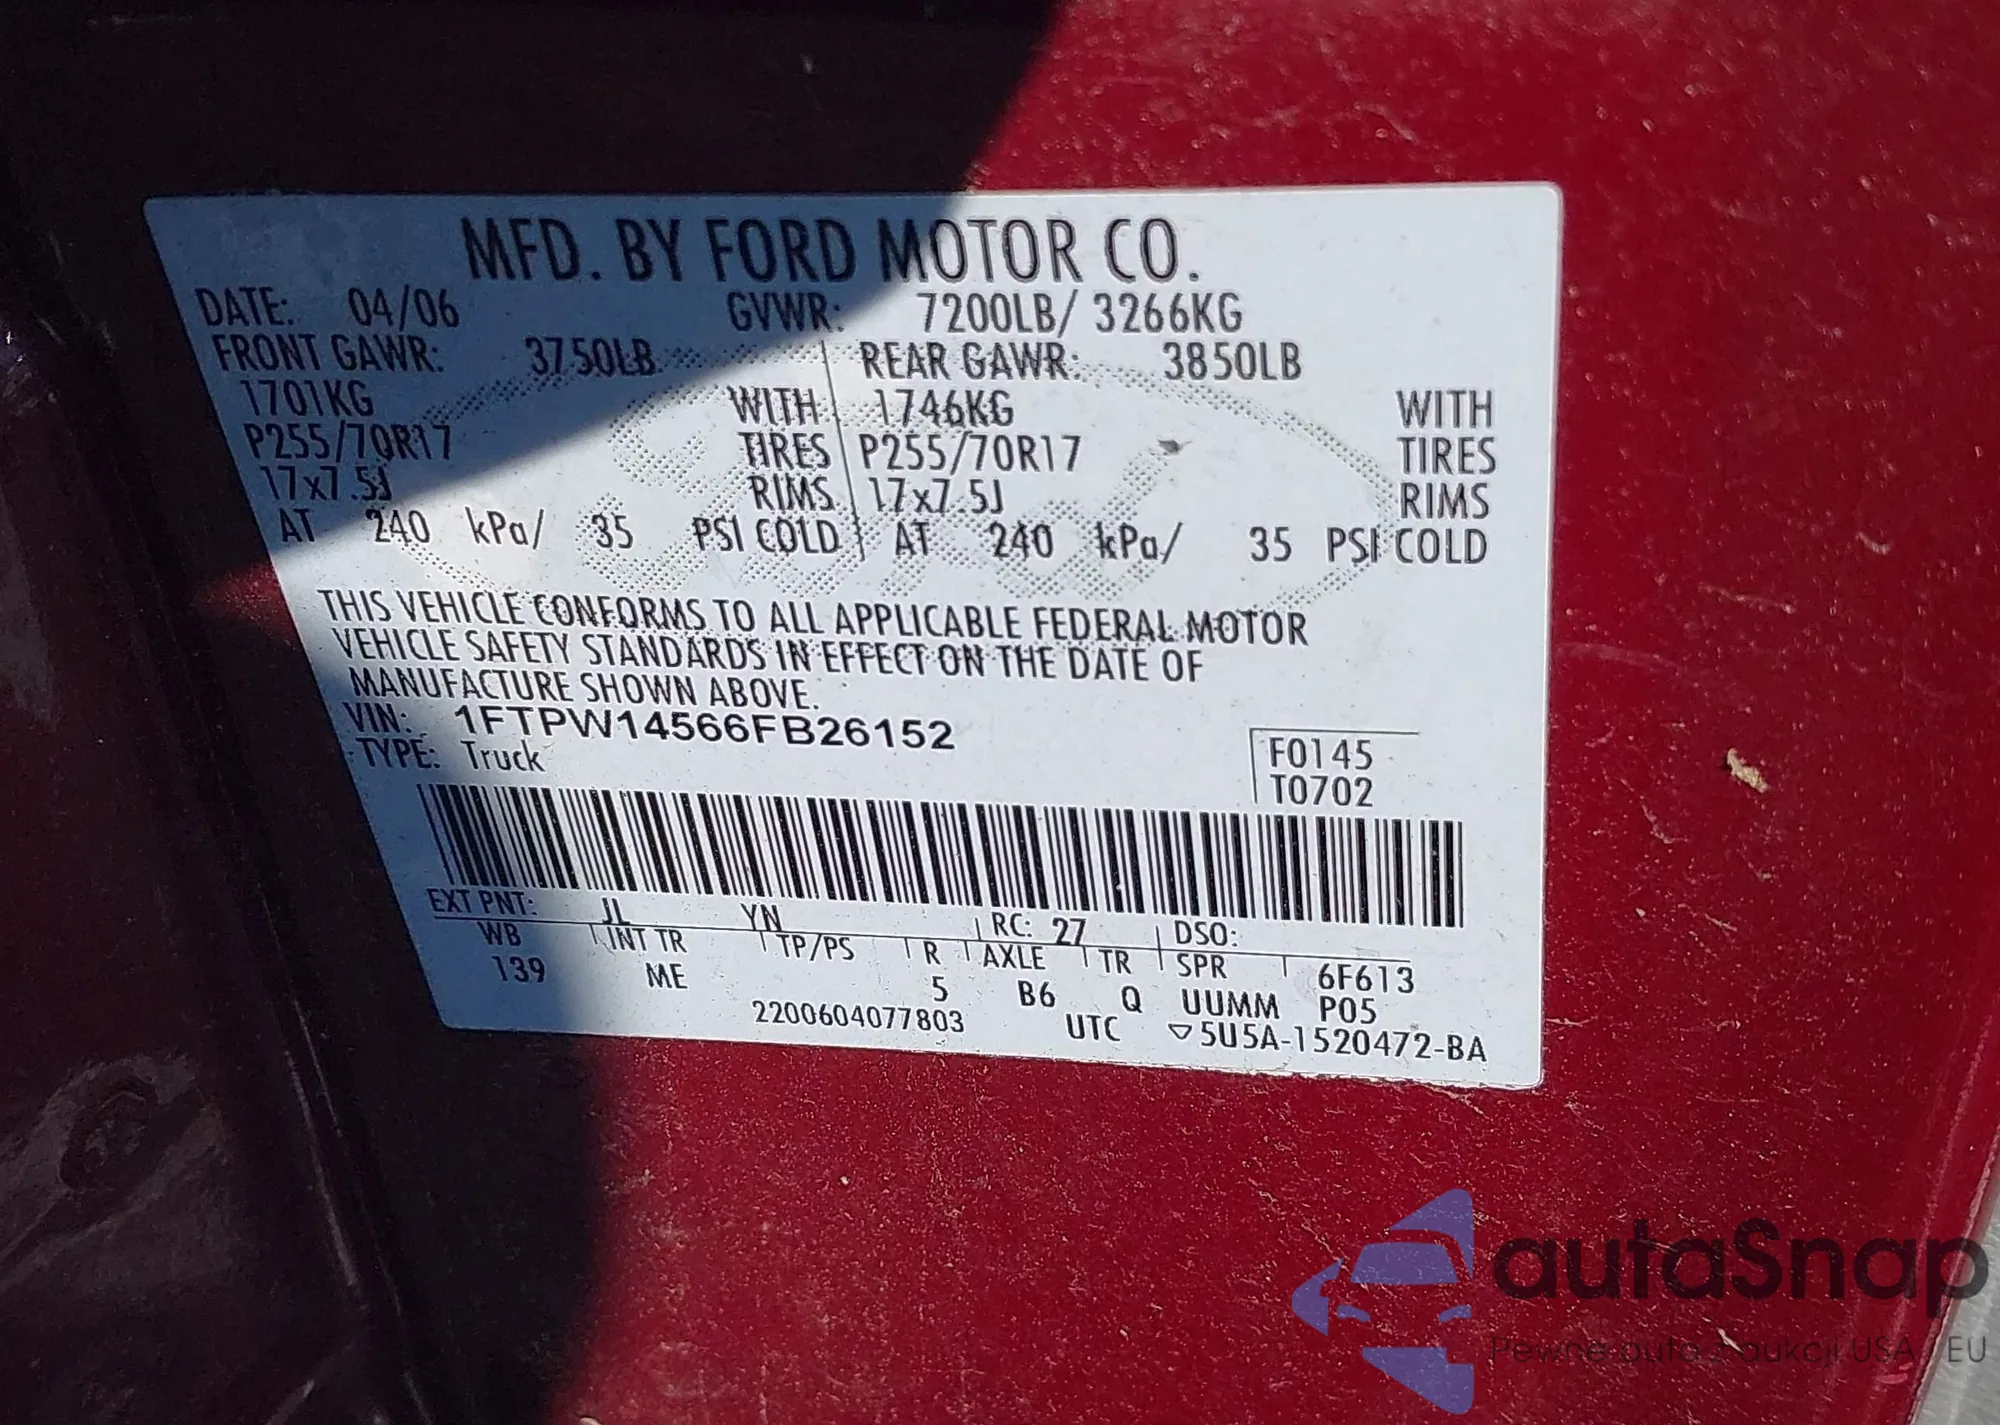 MFD. BY FORD MOTOR CO.
DATE: 04/06 GVWR: 7200LB/ 3266KG
FRONT GAWR: 3750LB REAR GAWR: 3850LB
1701KG WITH 1746KG WITH
P255/70R17 TIRES P255/70R17 TIRES
17x7.5J RIMS 17x7.5J RIMS
AT 240 kPa/ 35 PSI COLD AT 240 kPa/ 35 PSI COLD
THIS VEHICLE CONFORMS TO ALL APPLICABLE FEDERAL MOTOR
VEHICLE SAFETY STANDARDS IN EFFECT ON THE DATE OF
MANUFACTURE SHOWN ABOVE.
VIN: 1FTPW14566FB26152
TYPE: Truck
F0145
T0702
EXT PNT: JL YN RC: 27 DSO:
WB INT TR TP/PS R AXLE TR SPR 6F613
139 ME 5 B6 Q UUMM P05
2200604077803 UTC ▽5U5A-1520472-BA
autaSnap
Pewne auta z aukcji USA / EU